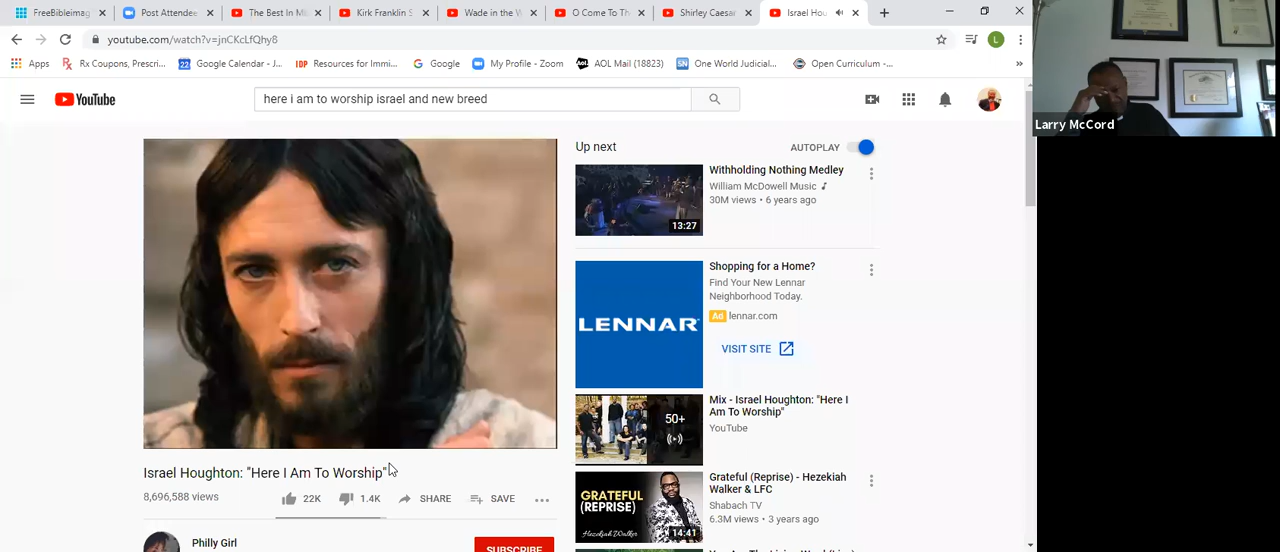 FreeBibleimag
Post Attendee
The Best In Mi
Kirk Franklin S
Wade in the W
O Come To Th
Shirley Caesar
Israel Hou
youtube.com/watch?v=jnCKcLfQhy8
L
Apps
Rx Coupons, Prescri...
22 Google Calendar - J...
IDP Resources for Immi...
Google
My Profile - Zoom
AOL Mail (18823)
SN One World Judicial...
Open Curriculum -...
»
YouTube
here i am to worship israel and new breed
Larry McCord
Up next
AUTOPLAY
Withholding Nothing Medley
William McDowell Music
30M views • 6 years ago
13:27
Shopping for a Home?
Find Your New Lennar
Neighborhood Today.
Ad lennar.com
LENNAR
VISIT SITE
Mix - Israel Houghton: "Here I
Am To Worship"
YouTube
50+
Israel Houghton: "Here I Am To Worship"
8,696,588 views
22K
1.4K
SHARE
SAVE
Grateful (Reprise) - Hezekiah
Walker & LFC
Shabach TV
6.3M views • 3 years ago
GRATEFUL
(REPRISE)
Hezekiah Walker
14:41
Philly Girl
SUBSCRIBE